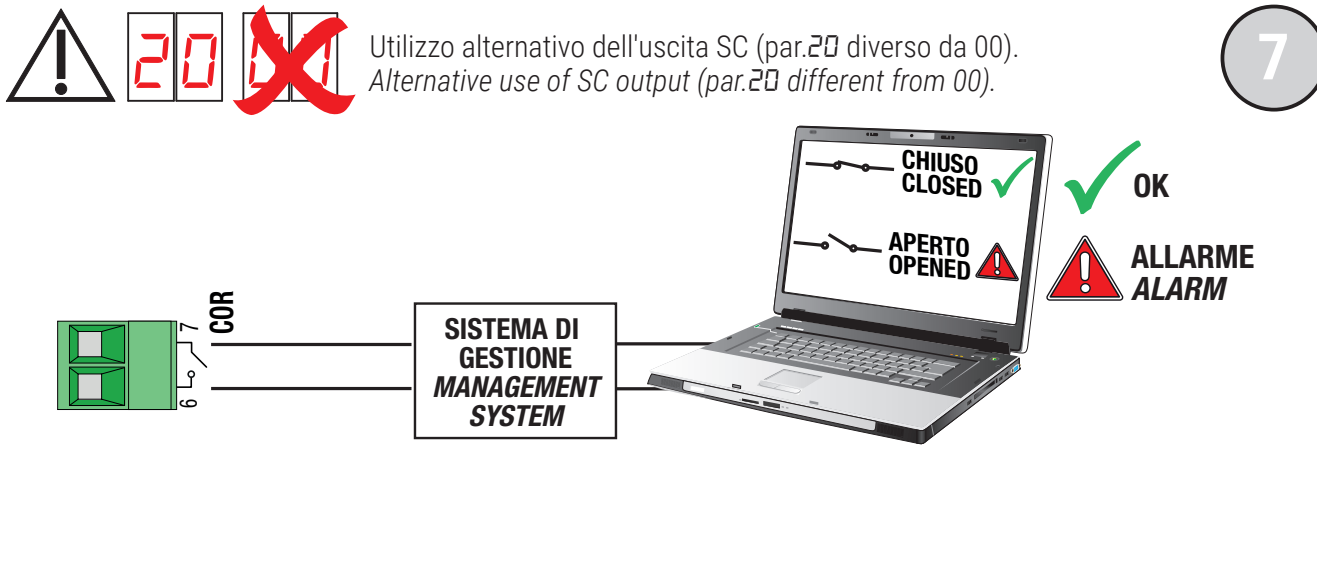 20
Utilizzo alternativo dell'uscita SC (par.20 diverso da 00).
Alternative use of SC output (par.20 different from 00).
7
CHIUSO
CLOSED
OK
APERTO
OPENED
ALLARME
ALARM
7
COR
6
SISTEMA DI
GESTIONE
MANAGEMENT
SYSTEM